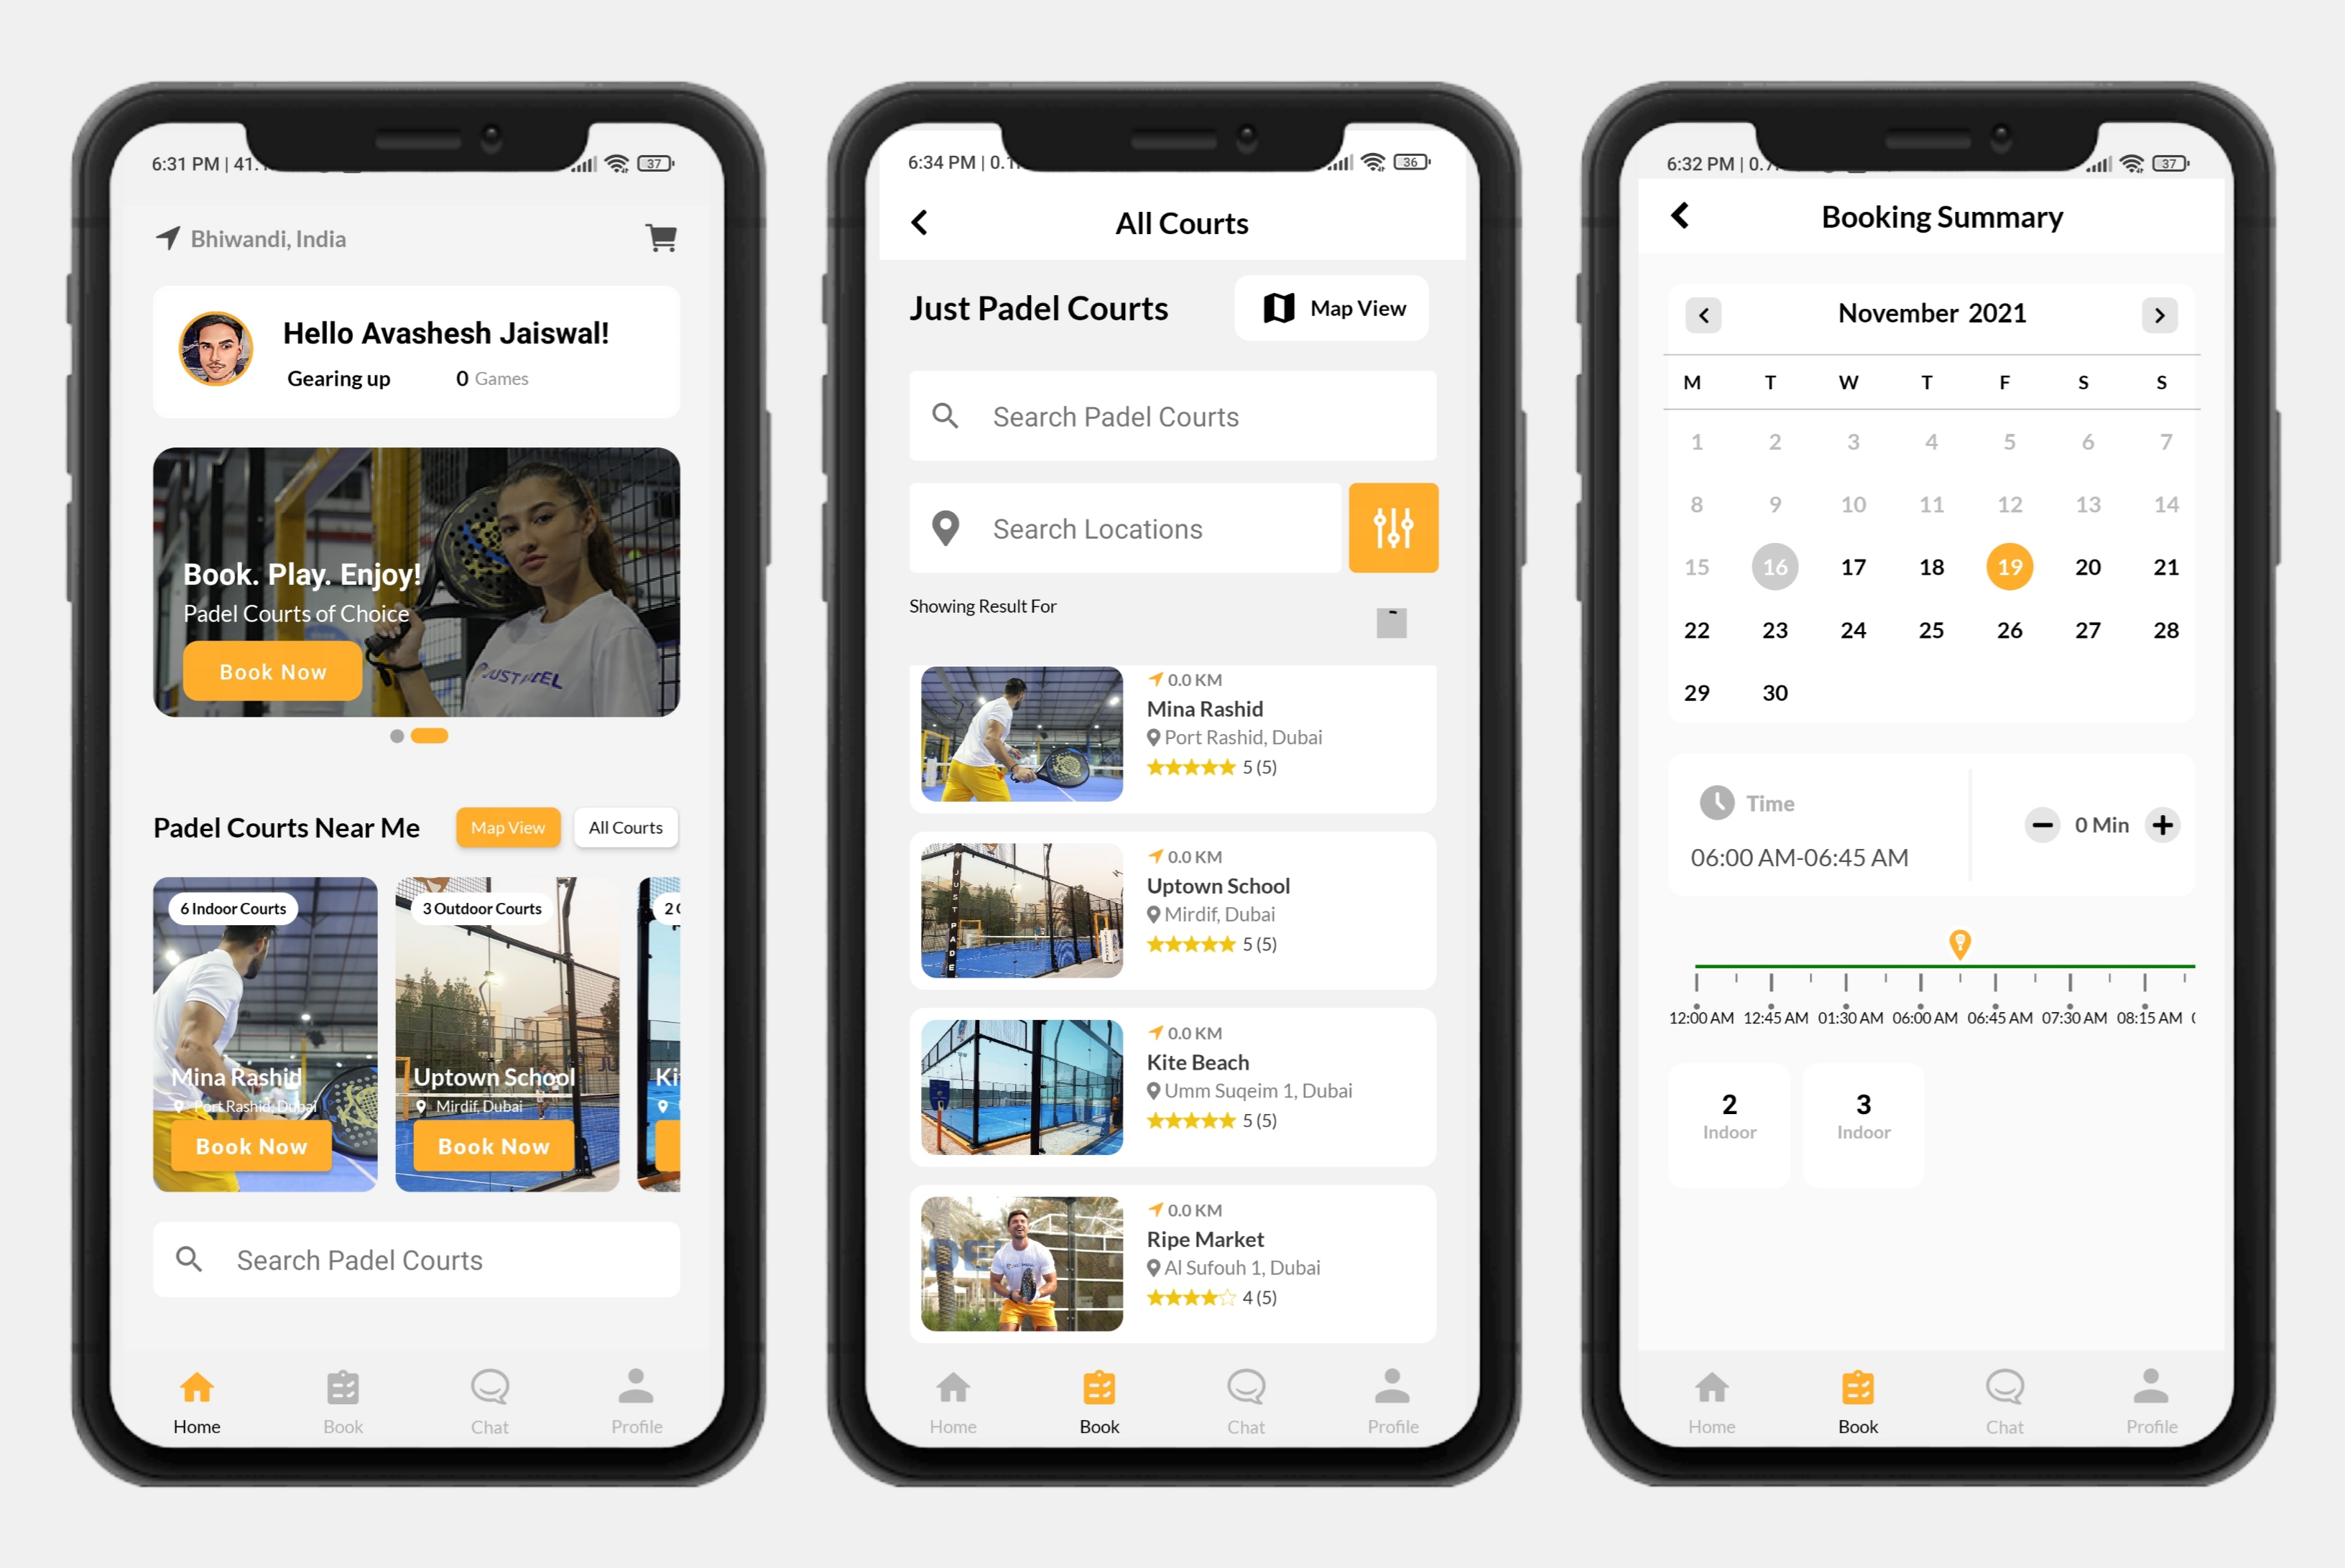 6:31 PM | 41.
37
Bhiwandi, India
Hello Avashesh Jaiswal!
Gearing up 0 Games
Book. Play. Enjoy!
Padel Courts of Choice
Book Now
Padel Courts Near Me
Map View
All Courts
6 Indoor Courts
Mina Rashid
Port Rashid, Dubai
Book Now
3 Outdoor Courts
Uptown School
Mirdif, Dubai
Book Now
2
Ki
Search Padel Courts
Home
Book
Chat
Profile
6:34 PM | 0.1
36
All Courts
Just Padel Courts
Map View
Search Padel Courts
Search Locations
Showing Result For
0.0 KM
Mina Rashid
Port Rashid, Dubai
5 (5)
JUST PADE
0.0 KM
Uptown School
Mirdif, Dubai
5 (5)
0.0 KM
Kite Beach
Umm Suqeim 1, Dubai
5 (5)
0.0 KM
Ripe Market
Al Sufouh 1, Dubai
4 (5)
Home
Book
Chat
Profile
6:32 PM | 0.7
37
Booking Summary
November 2021
M T W T F S S
1 2 3 4 5 6 7
8 9 10 11 12 13 14
15 16 17 18 19 20 21
22 23 24 25 26 27 28
29 30
Time
06:00 AM-06:45 AM
0 Min
12:00 AM 12:45 AM 01:30 AM 06:00 AM 06:45 AM 07:30 AM 08:15 AM
2
Indoor
3
Indoor
Home
Book
Chat
Profile